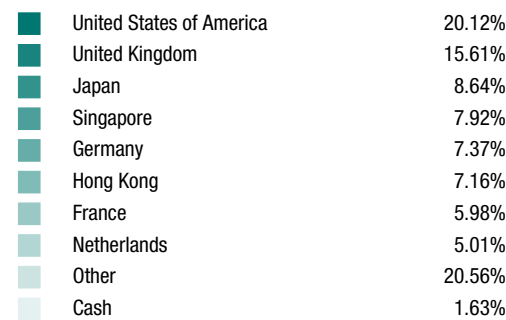 United States of America 20.12%
United Kingdom 15.61%
Japan 8.64%
Singapore 7.92%
Germany 7.37%
Hong Kong 7.16%
France 5.98%
Netherlands 5.01%
Other 20.56%
Cash 1.63%